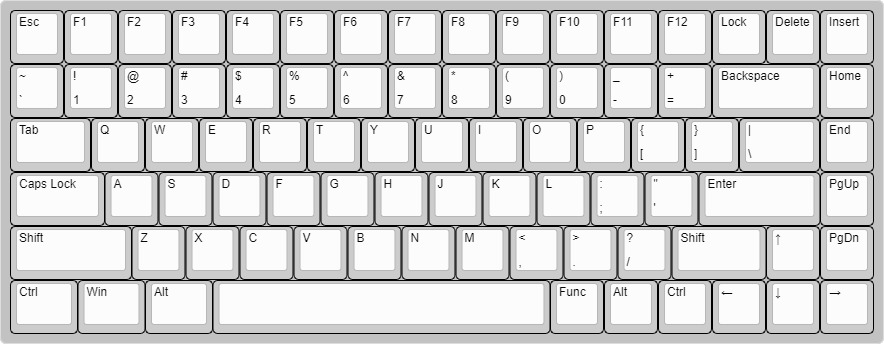 Esc F1 F2 F3 F4 F5 F6 F7 F8 F9 F10 F11 F12 Lock Delete Insert
~ ! @ # $ % ^ & * ( ) _ + Backspace Home
` 1 2 3 4 5 6 7 8 9 0 - =
Tab Q W E R T Y U I O P { } | End
[ ] \
Caps Lock A S D F G H J K L : " Enter PgUp
; '
Shift Z X C V B N M < > ? Shift ↑ PgDn
, . /
Ctrl Win Alt Func Alt Ctrl ← ↓ →